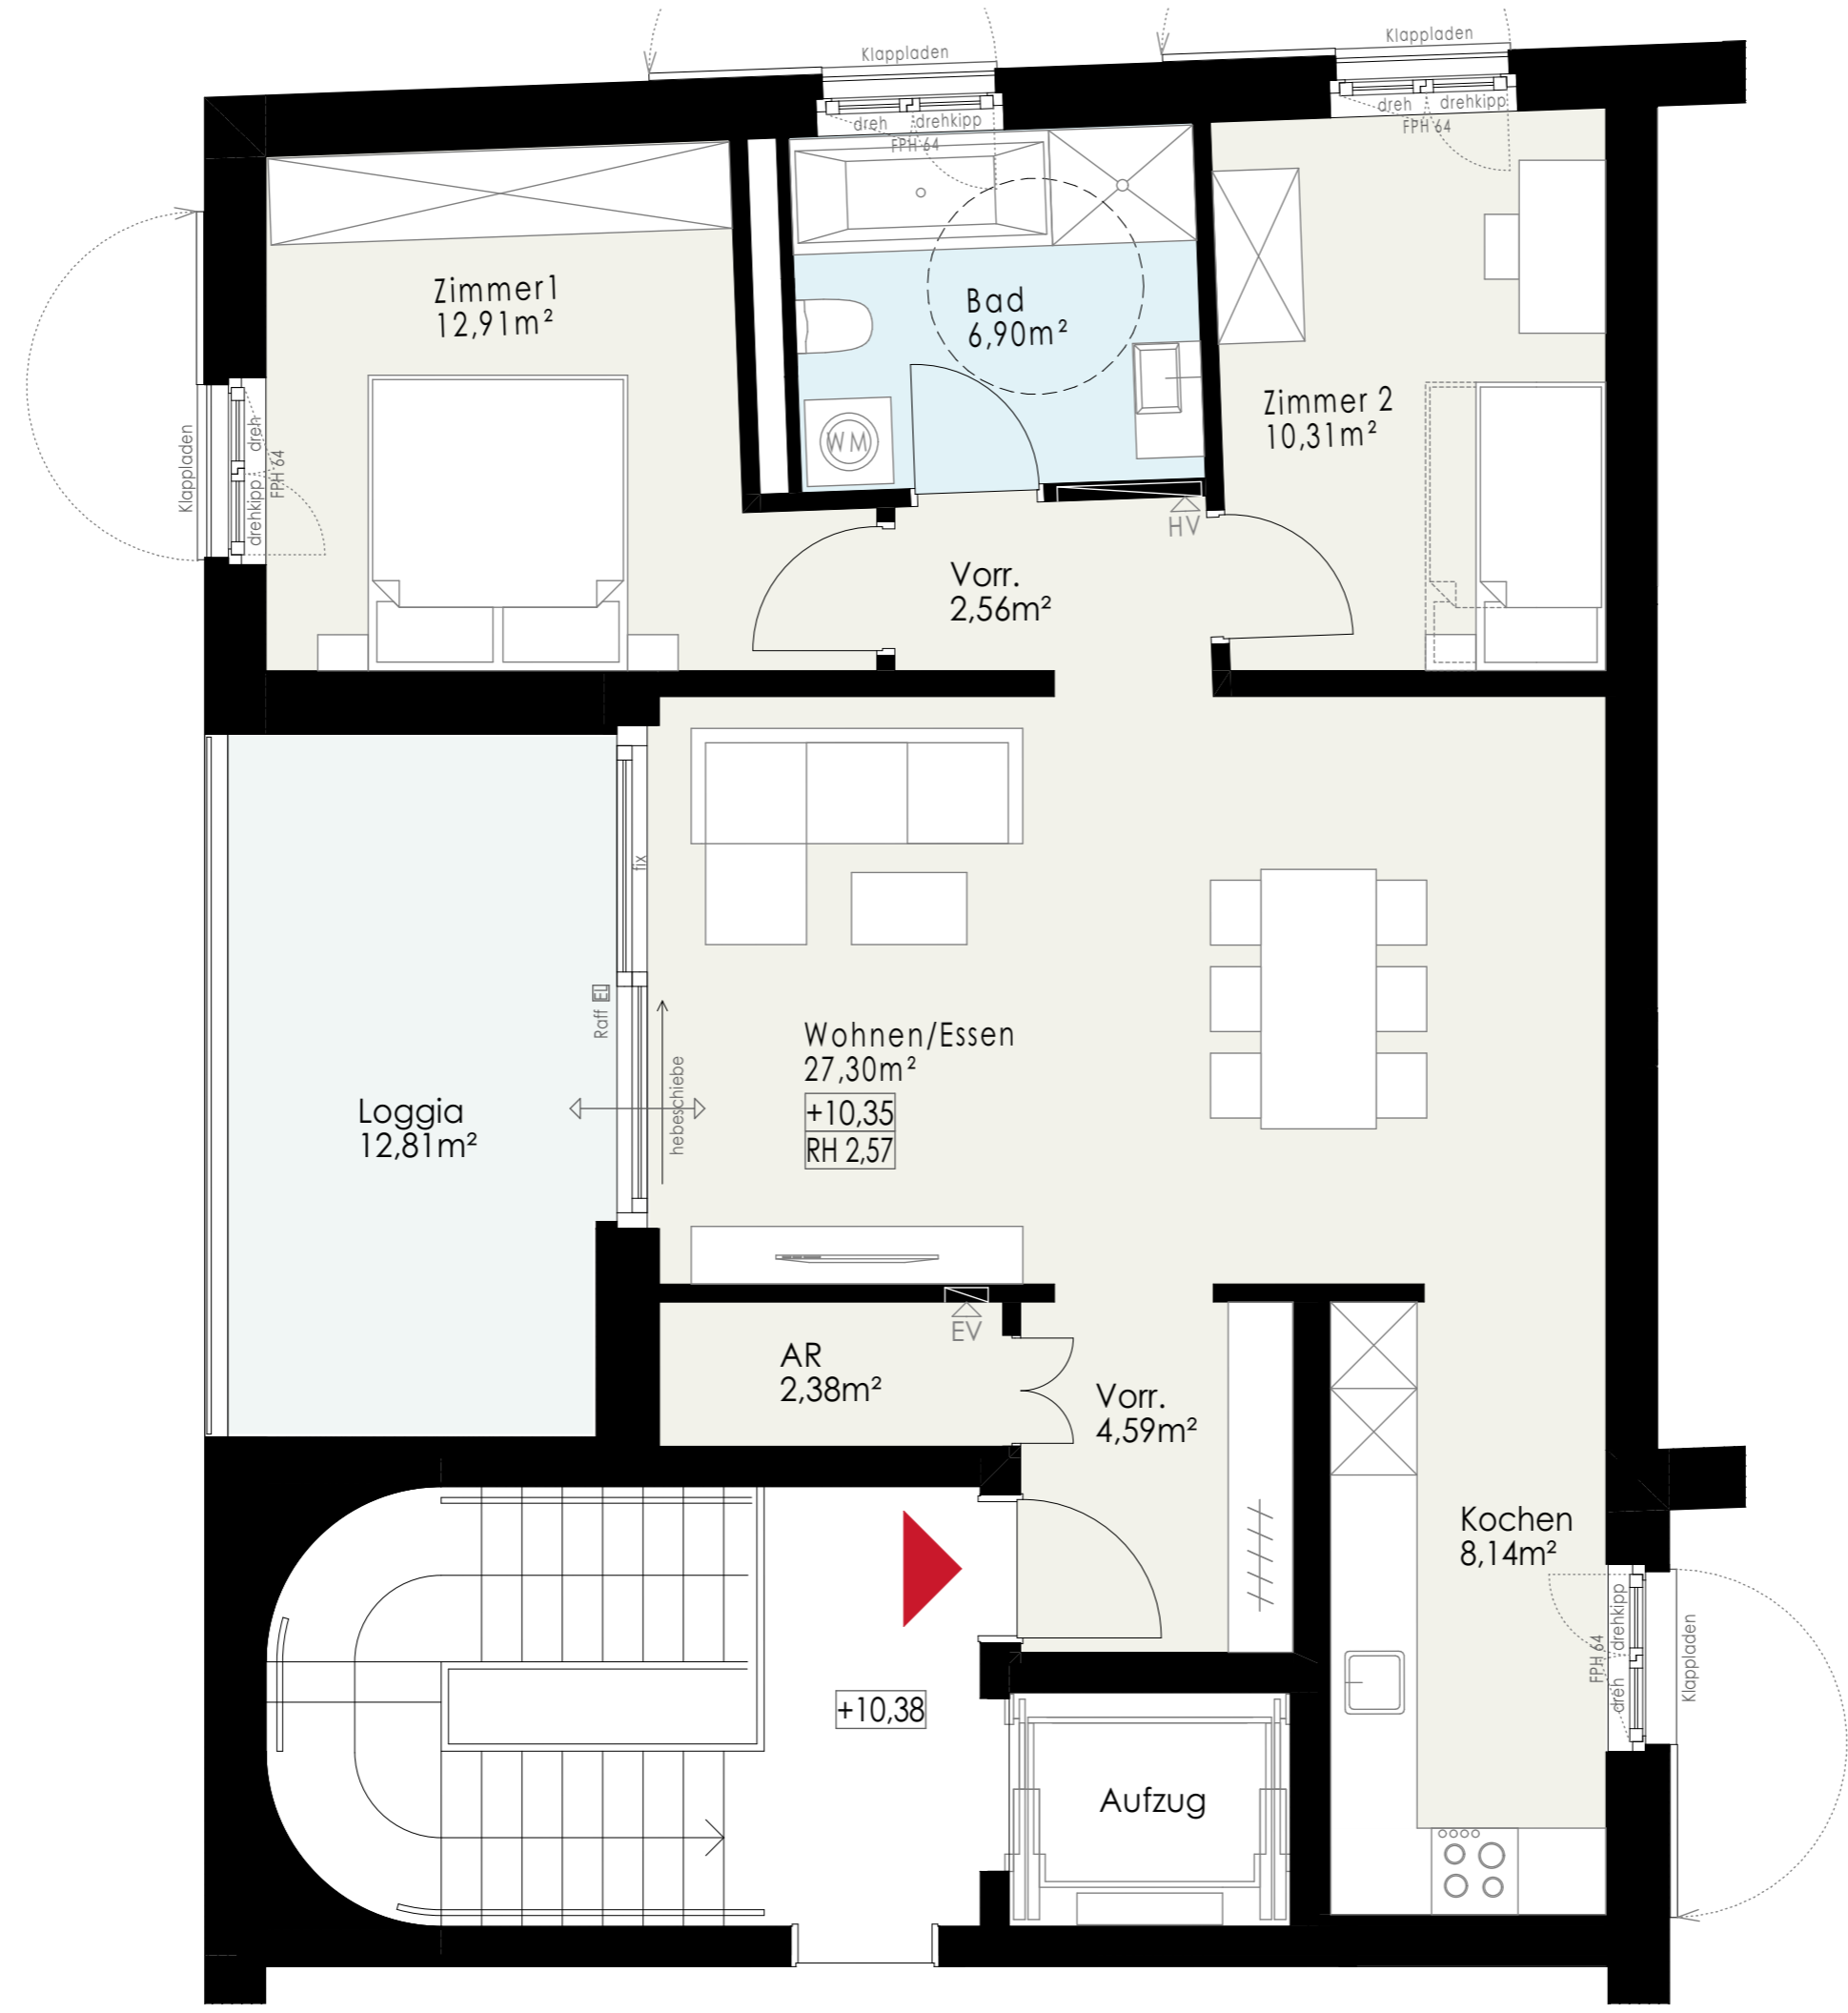 Klappladen
Klappladen
dreh
drehkipp
FPH 64
dreh
drehkipp
FPH 64
Zimmer1
12,91m²
Bad
6,90m²
Zimmer 2
10,31m²
Klappladen
drehkipp
dreh
FPH 64
WM
HV
Vorr.
2,56m²
fix
Raff EL
hebeschiebe
Wohnen/Essen
27,30m²
+10,35
RH 2,57
Loggia
12,81m²
EV
AR
2,38m²
Vorr.
4,59m²
Kochen
8,14m²
FPH 64
dreh
drehkipp
Klappladen
+10,38
Aufzug